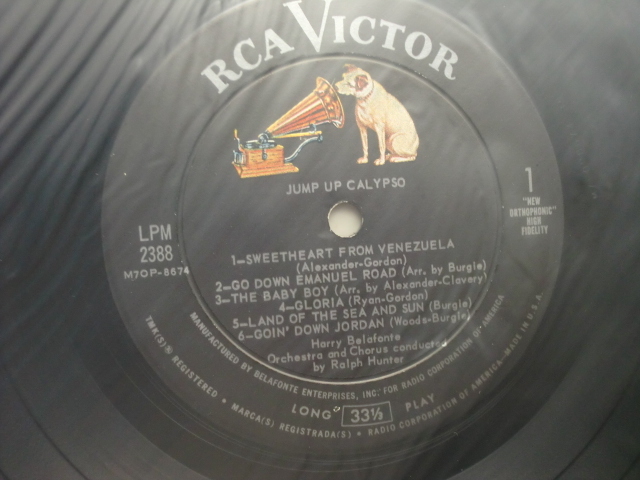 RCA VICTOR
JUMP UP CALYPSO
LPM
2388
M7OP-8674
1
"NEW
ORTHOPHONIC"
HIGH
FIDELITY
1-SWEETHEART FROM VENEZUELA
(Alexander-Gordon)
2-GO DOWN EMANUEL ROAD (Arr. by Burgie)
3-THE BABY BOY (Arr. by Alexander-Clavery)
4-GLORIA (Ryan-Gordon)
5-LAND OF THE SEA AND SUN (Burgie)
6-GOIN' DOWN JORDAN (Woods-Burgie)
Harry Belafonte
Orchestra and Chorus conducted
by Ralph Hunter
MANUFACTURED BY BELAFONTE ENTERPRISES, INC. FOR RADIO CORPORATION OF AMERICA
LONG 33⅓ PLAY
TMK(S) ® REGISTERED • MARCA(S) REGISTRADA(S) • RADIO CORPORATION OF AMERICA-MADE IN U.S.A.